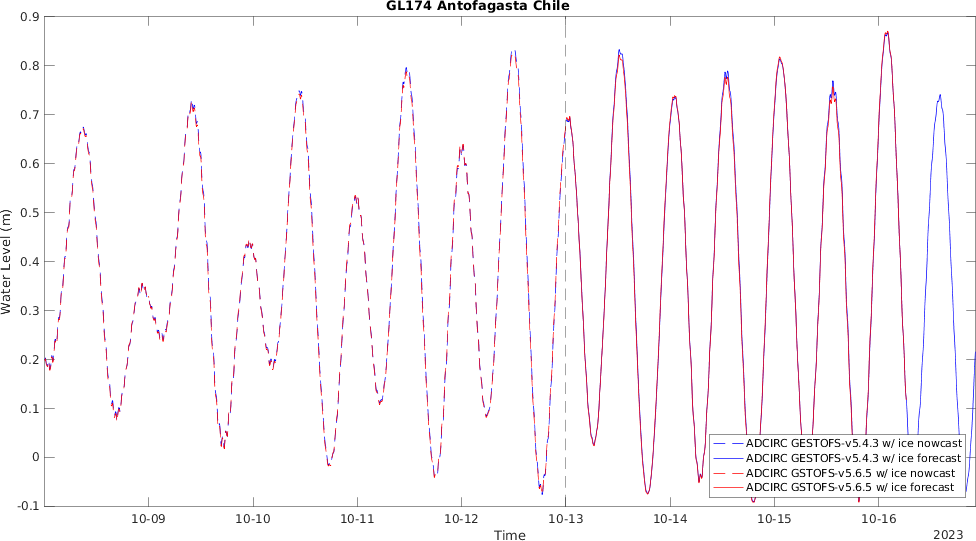 GL174 Antofagasta Chile
0.9
0.8
0.7
0.6
0.5
0.4
0.3
0.2
0.1
0
-0.1
Water Level (m)
10-09 10-10 10-11 10-12 10-13 10-14 10-15 10-16
Time
2023
ADCIRC GESTOFS-v5.4.3 w/ ice nowcast
ADCIRC GESTOFS-v5.4.3 w/ ice forecast
ADCIRC GSTOFS-v5.6.5 w/ ice nowcast
ADCIRC GSTOFS-v5.6.5 w/ ice forecast